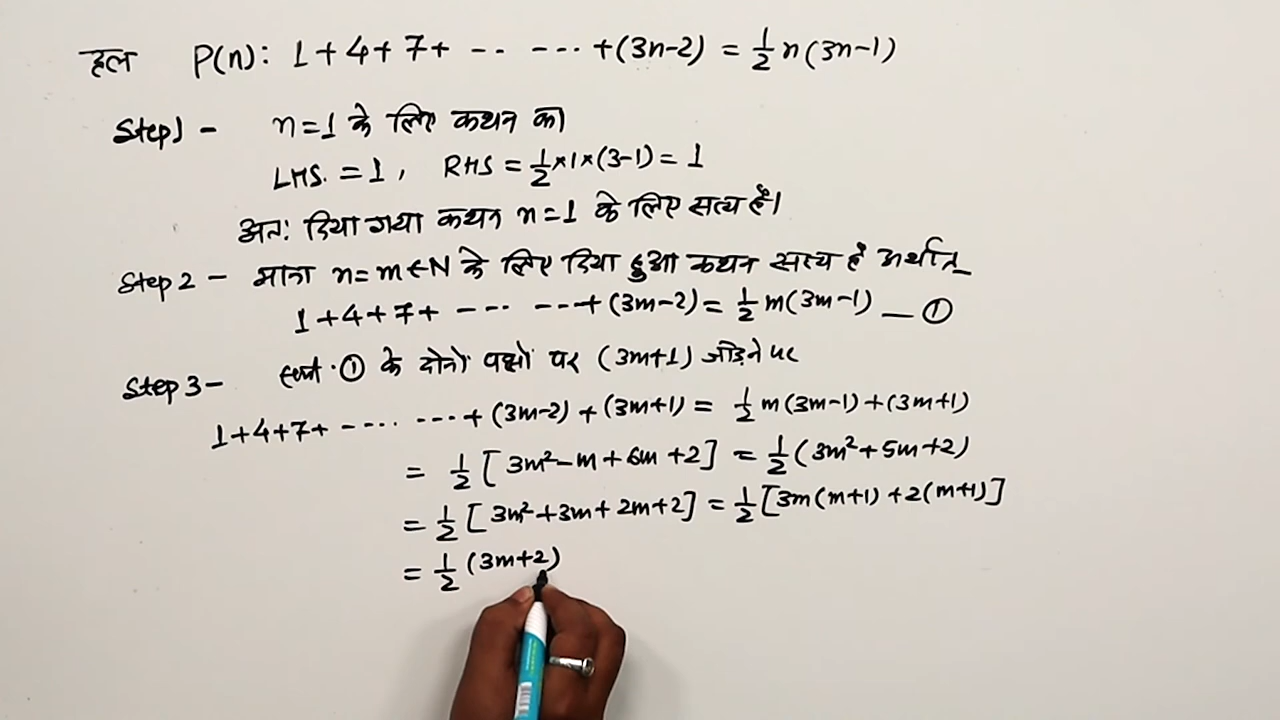 हल P(n): 1+4+7+ -- --- +(3n-2) = 1/2 n(3n-1)
Step1 - n=1 के लिए कथन का
LHS. = 1, RHS = 1/2×1×(3-1) = 1
अत: दिया गया कथन n=1 के लिए सत्य है।
Step 2 - माना n=m∈N के लिए दिया हुआ कथन सत्य है अर्थात्
1+4+7+ --- ---+ (3m-2) = 1/2 m(3m-1) — ①
Step 3 - ① के दोनों पक्षों पर (3m+1) जोड़ने पर
1+4+7+ ---- ---+ (3m-2) + (3m+1) = 1/2 m(3m-1) + (3m+1)
= 1/2 [3m²-m+6m+2] = 1/2 (3m²+5m+2)
= 1/2 [3m²+3m+2m+2] = 1/2 [3m(m+1) + 2(m+1)]
= 1/2 (3m+2)